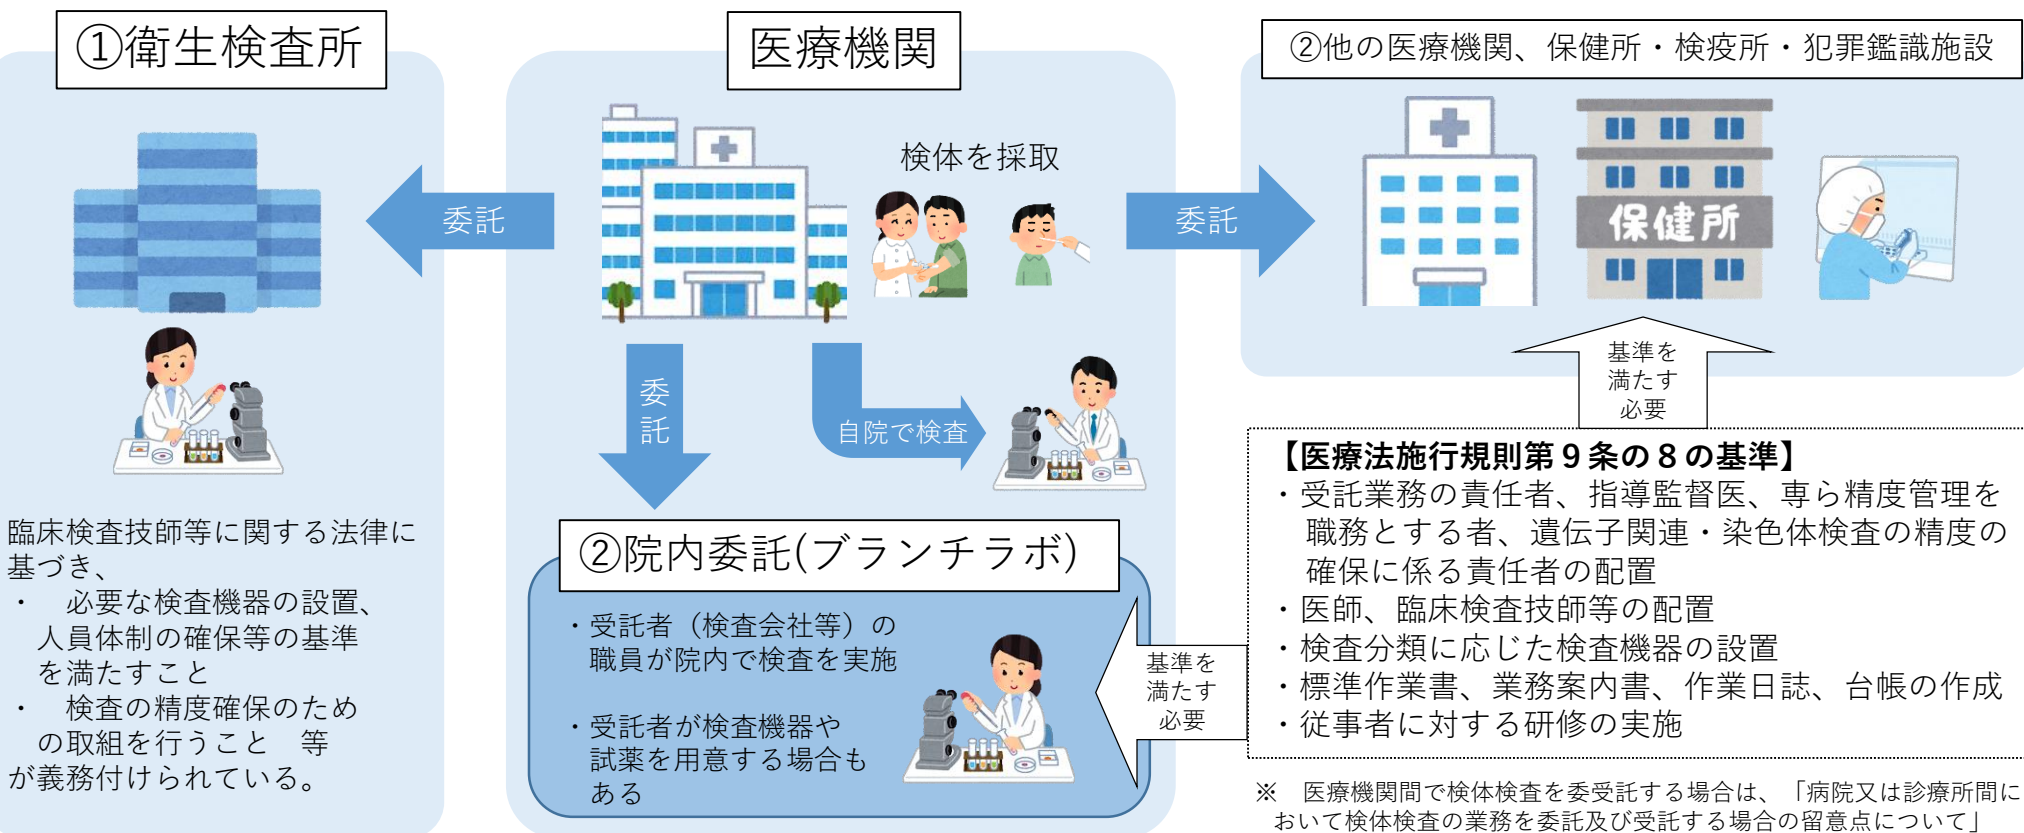 ①衛生検査所
委託
臨床検査技師等に関する法律に
基づき、
・　必要な検査機器の設置、
人員体制の確保等の基準
を満たすこと
・　検査の精度確保のため
の取組を行うこと　等
が義務付けられている。
医療機関
検体を採取
委託
自院で検査
②院内委託(ブランチラボ)
・受託者（検査会社等）の
職員が院内で検査を実施
・受託者が検査機器や
試薬を用意する場合も
ある
委託
②他の医療機関、保健所・検疫所・犯罪鑑識施設
保健所
基準を
満たす
必要
基準を
満たす
必要
【医療法施行規則第９条の８の基準】
・受託業務の責任者、指導監督医、専ら精度管理を
職務とする者、遺伝子関連・染色体検査の精度の
確保に係る責任者の配置
・医師、臨床検査技師等の配置
・検査分類に応じた検査機器の設置
・標準作業書、業務案内書、作業日誌、台帳の作成
・従事者に対する研修の実施
※　医療機関間で検体検査を委受託する場合は、「病院又は診療所間に
おいて検体検査の業務を委託及び受託する場合の留意点について」